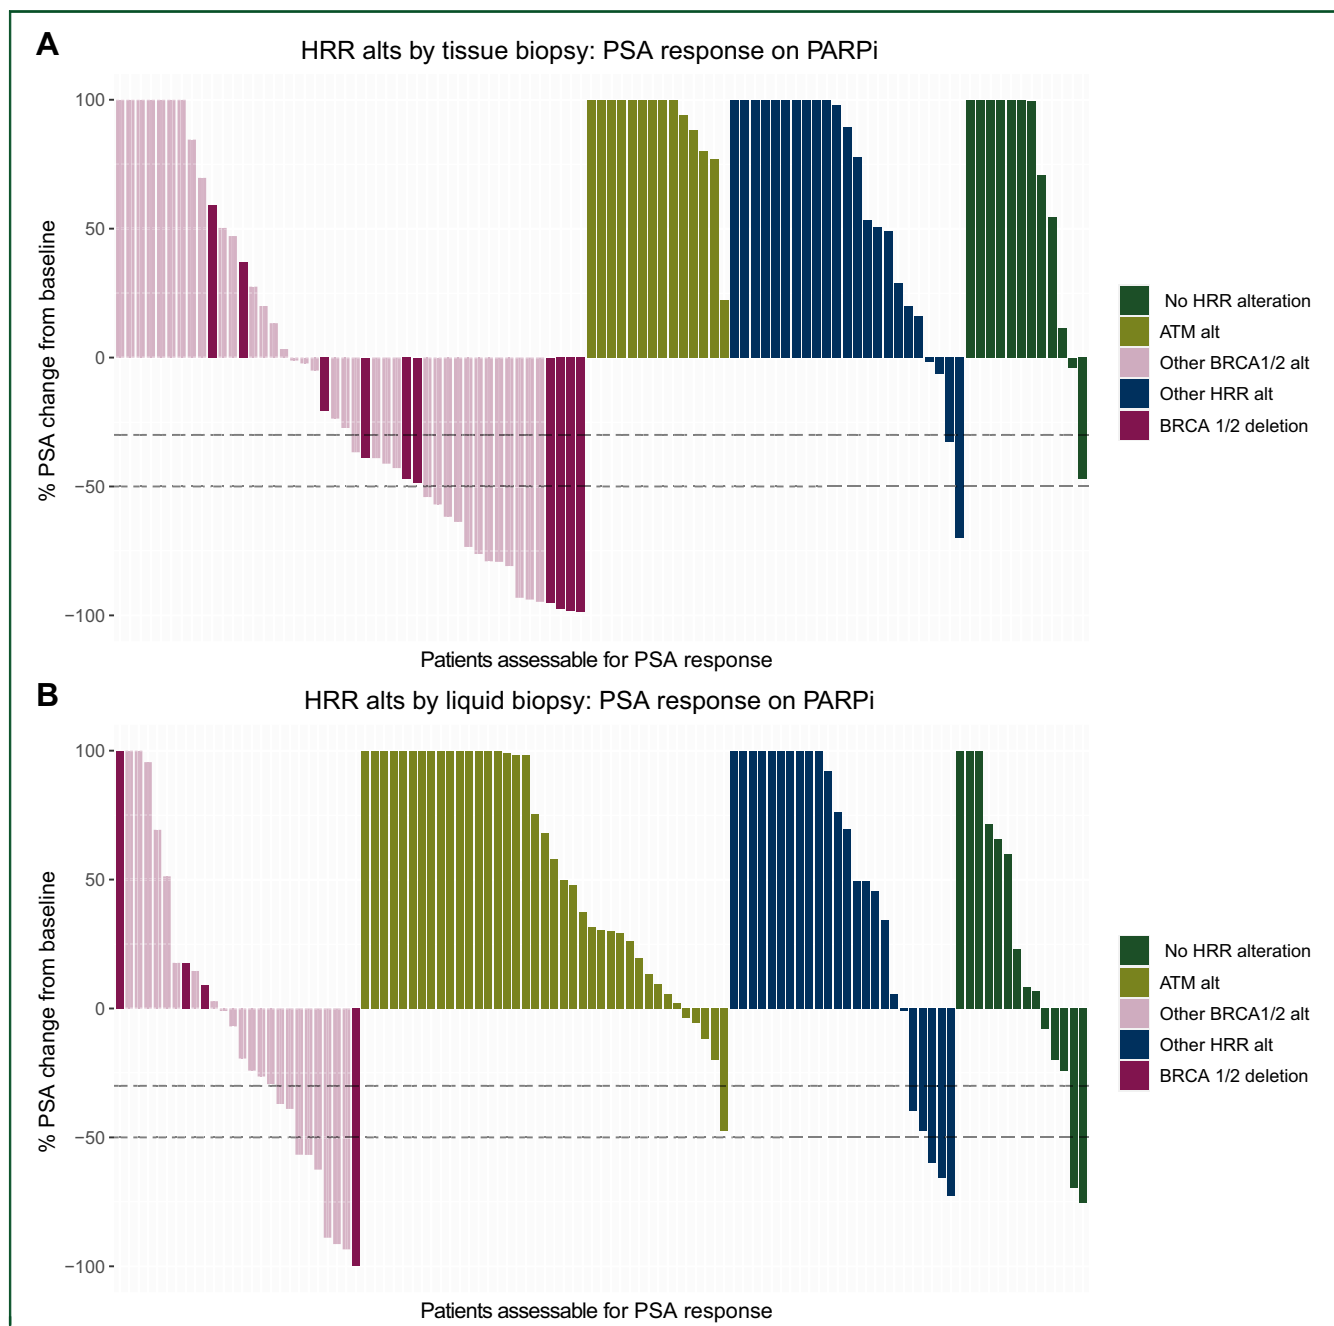 A
HRR alts by tissue biopsy: PSA response on PARPi
% PSA change from baseline
100
50
0
−50
−100
Patients assessable for PSA response
No HRR alteration
ATM alt
Other BRCA1/2 alt
Other HRR alt
BRCA 1/2 deletion
B
HRR alts by liquid biopsy: PSA response on PARPi
% PSA change from baseline
100
50
0
−50
−100
Patients assessable for PSA response
No HRR alteration
ATM alt
Other BRCA1/2 alt
Other HRR alt
BRCA 1/2 deletion